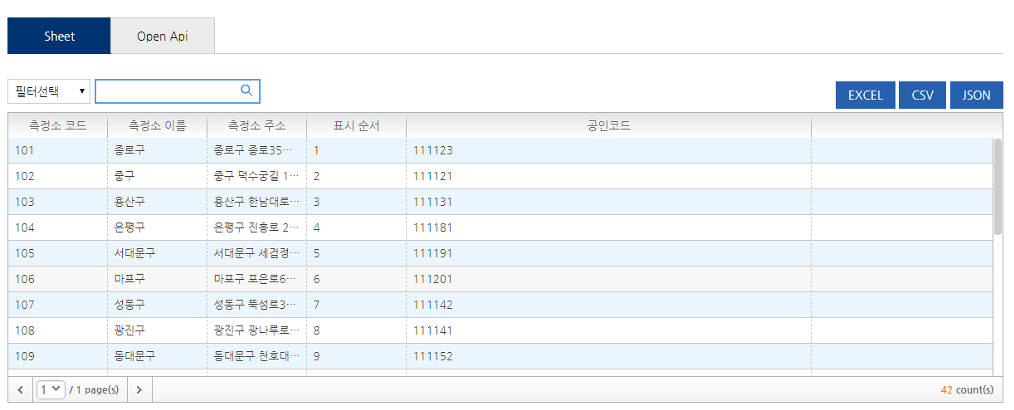 Sheet Open Api
필터선택 EXCEL CSV JSON
측정소 코드 측정소 이름 측정소 주소 표시 순서 공인코드
101 종로구 종로구 종로35… 1 111123
102 중구 중구 덕수궁길 1… 2 111121
103 용산구 용산구 한남대로… 3 111131
104 은평구 은평구 진흥로 2… 4 111181
105 서대문구 서대문구 세검정… 5 111191
106 마포구 마포구 포은로6… 6 111201
107 성동구 성동구 뚝섬로3… 7 111142
108 광진구 광진구 광나루로… 8 111141
109 동대문구 동대문구 천호대… 9 111152
1 / 1 page(s) 42 count(s)